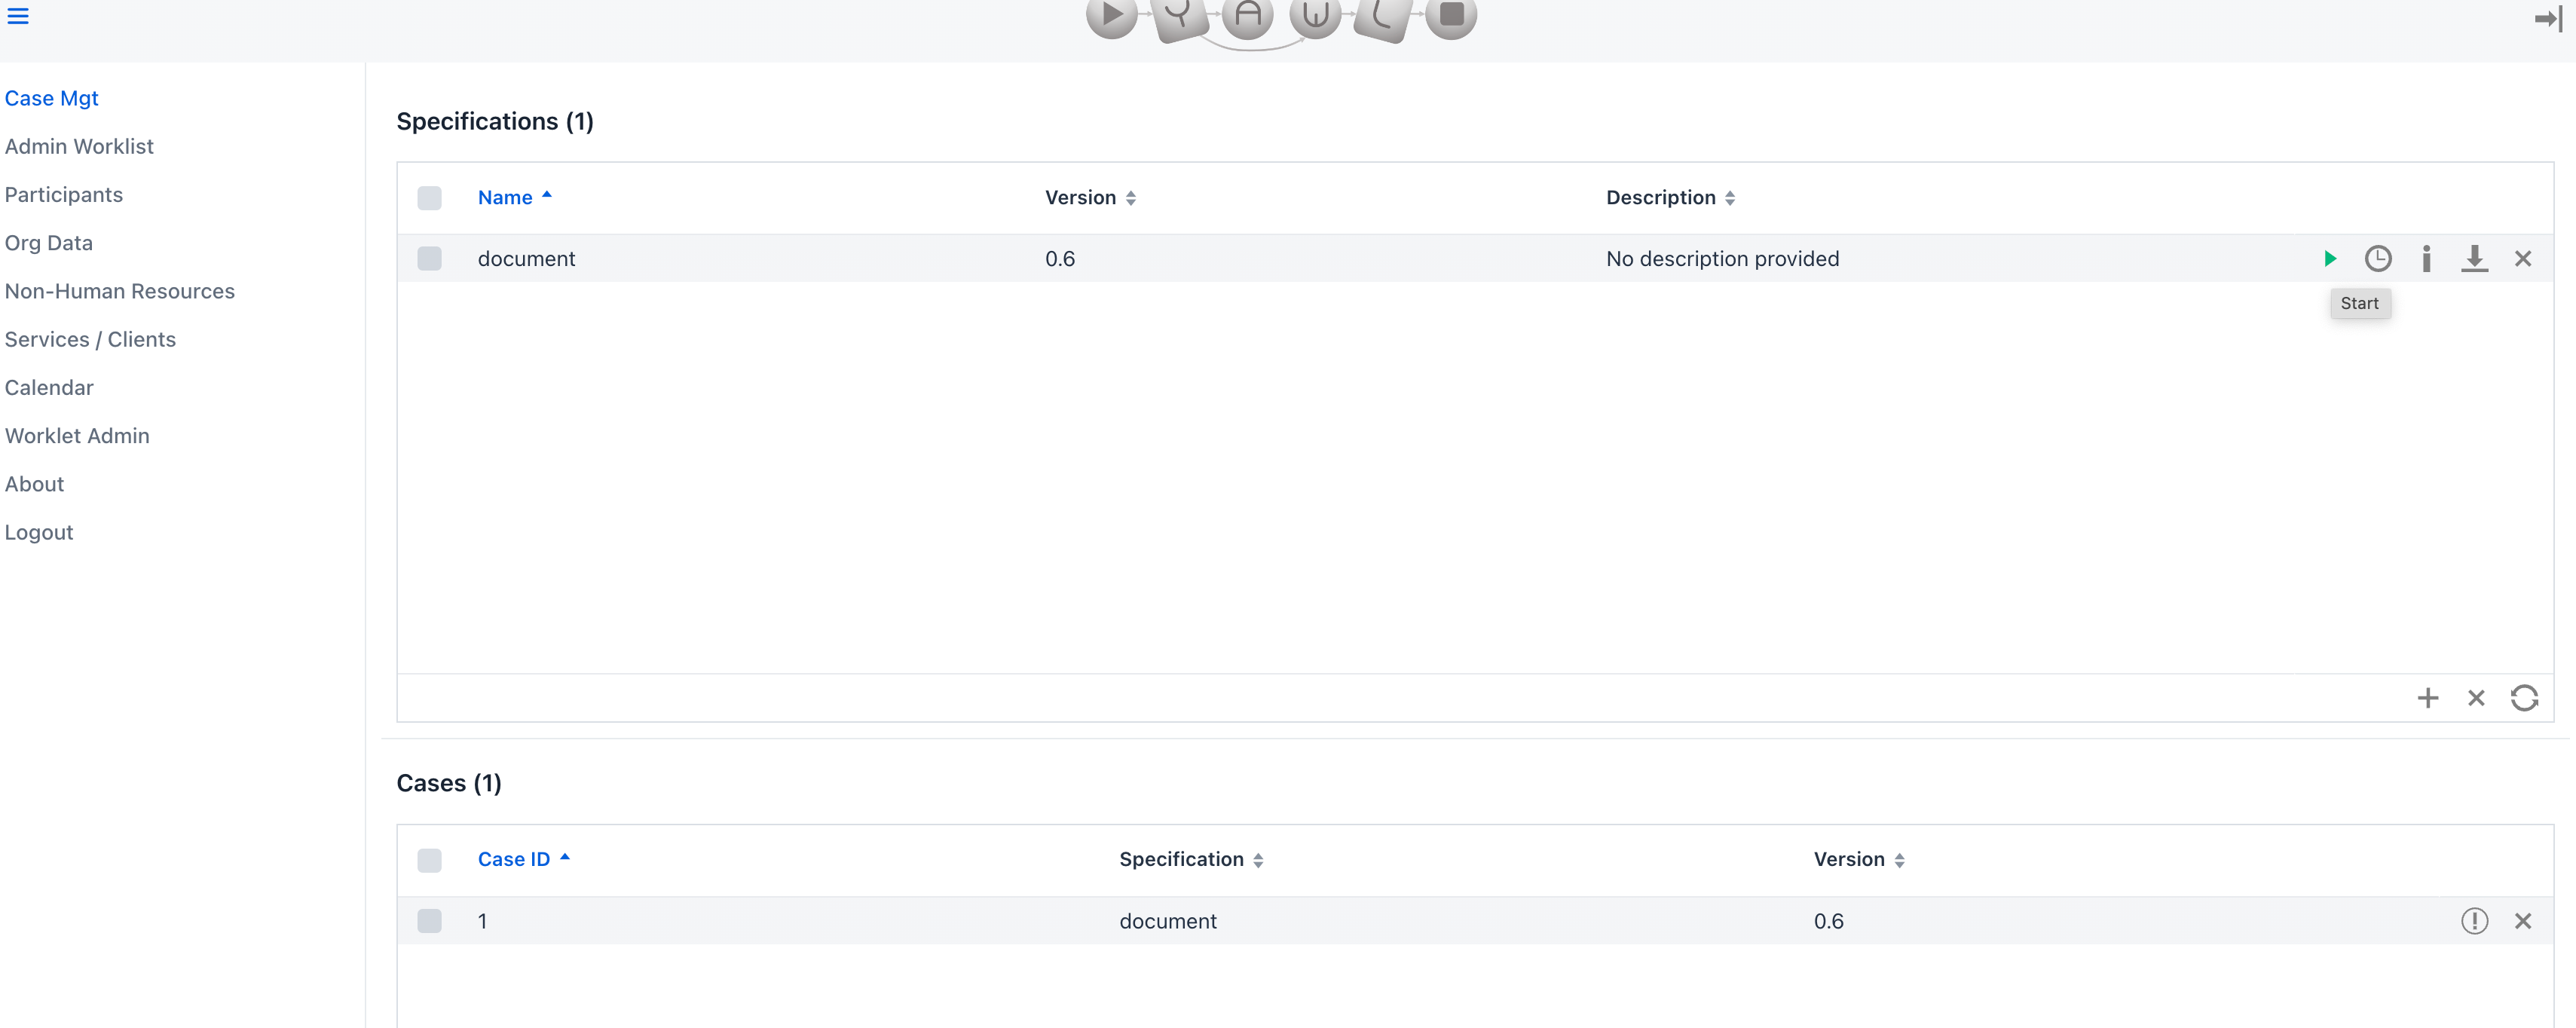 YAWL
Case Mgt
Admin Worklist
Participants
Org Data
Non-Human Resources
Services / Clients
Calendar
Worklet Admin
About
Logout
Specifications (1)
Name Version Description
document 0.6 No description provided
Start
Cases (1)
Case ID Specification Version
1 document 0.6